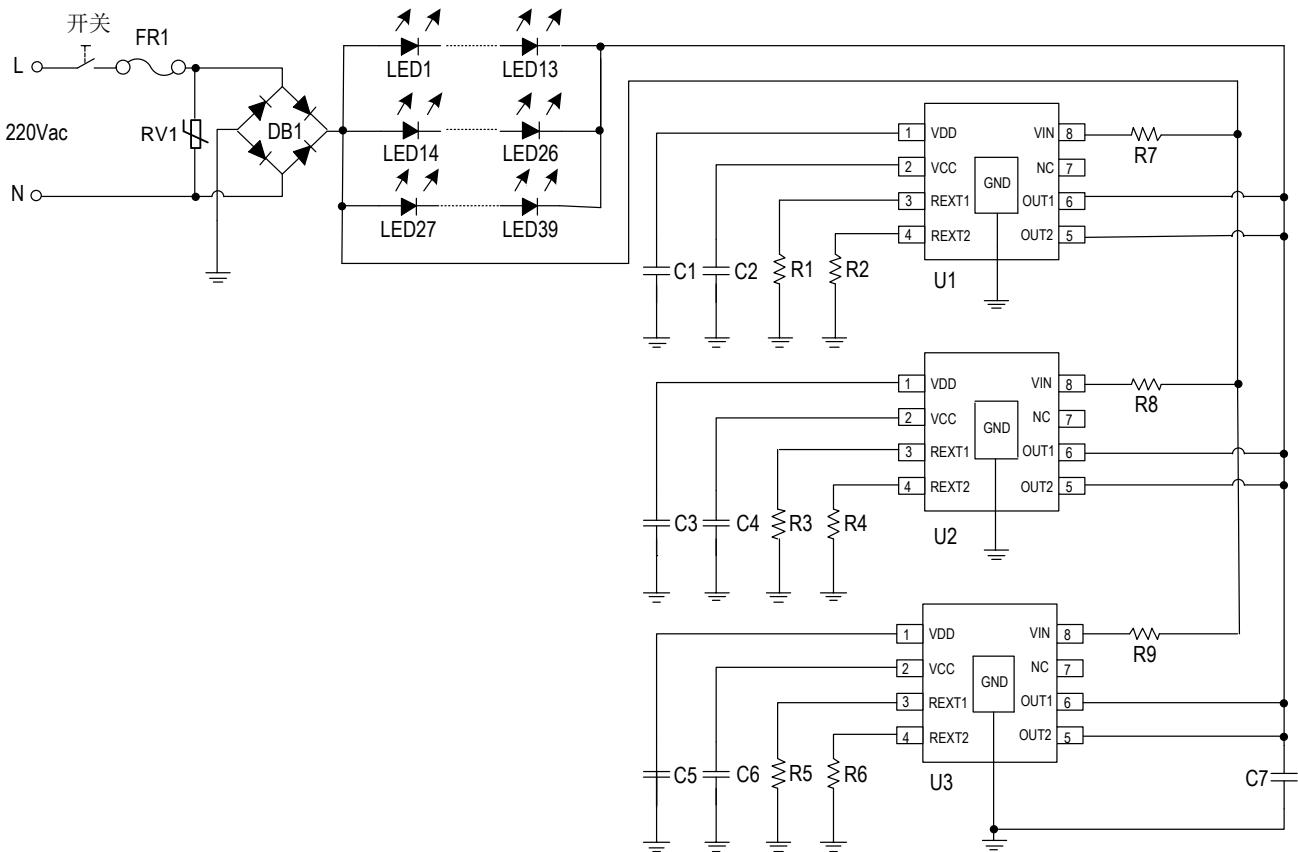 开关
FR1
L
220Vac
RV1
DB1
N
LED1
LED13
LED14
LED26
LED27
LED39
1 VDD
VIN 8
R7
2 VCC
NC 7
GND
3 REXT1
OUT1 6
4 REXT2
OUT2 5
C1
C2
R1
R2
U1
1 VDD
VIN 8
R8
2 VCC
NC 7
GND
3 REXT1
OUT1 6
4 REXT2
OUT2 5
C3
C4
R3
R4
U2
1 VDD
VIN 8
R9
2 VCC
NC 7
GND
3 REXT1
OUT1 6
4 REXT2
OUT2 5
C5
C6
R5
R6
U3
C7